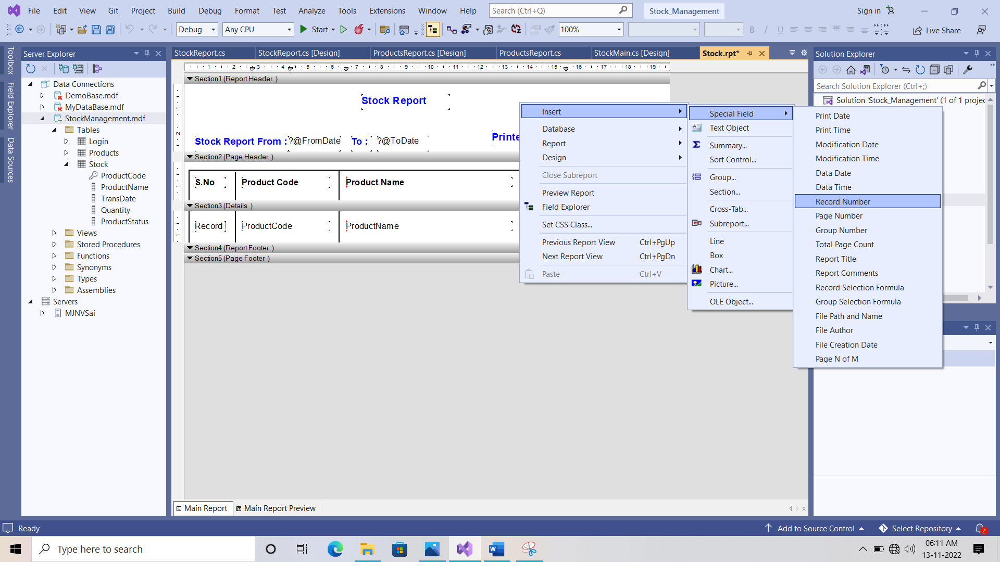 File Edit View Git Project Build Debug Format Test Analyze Tools Extensions Window Help Search (Ctrl+Q) Stock_Management Sign in
Debug Any CPU Start 100% B I U Live Share
Toolbox
Field Explorer
Data Sources
Server Explorer
Data Connections
DemoBase.mdf
MyDataBase.mdf
StockManagement.mdf
Tables
Login
Products
Stock
ProductCode
ProductName
TransDate
Quantity
ProductStatus
Views
Stored Procedures
Functions
Synonyms
Types
Assemblies
Servers
MJNVSai
StockReport.cs StockReport.cs [Design] ProductsReport.cs [Design] ProductsReport.cs StockMain.cs [Design] Stock.rpt*
1 2 3 4 5 6 7 8 9 10 11 12 13 14 15 16 17 18 19
Section1 (Report Header )
1
Stock Report
2
Stock Report From : ?@FromDate To : ?@ToDate Printe
Section2 (Page Header )
1
S.No Product Code Product Name
Section3 (Details )
1
Record ProductCode ProductName
Section4 (Report Footer )
Section5 (Page Footer )
Insert
Database
Report
Design
Close Subreport
Preview Report
Field Explorer
Set CSS Class...
Previous Report View Ctrl+PgUp
Next Report View Ctrl+PgDn
Paste Ctrl+V
Special Field
Text Object
Summary...
Sort Control...
Group...
Section...
Cross-Tab...
Subreport...
Line
Box
Chart...
Picture...
OLE Object...
Print Date
Print Time
Modification Date
Modification Time
Data Date
Data Time
Record Number
Page Number
Group Number
Total Page Count
Report Title
Report Comments
Record Selection Formula
Group Selection Formula
File Path and Name
File Author
File Creation Date
Page N of M
Solution Explorer
Search Solution Explorer (Ctrl+;)
Solution 'Stock_Management' (1 of 1 projec
Main Report Main Report Preview
Ready Add to Source Control Select Repository 2
Type here to search
06:11 AM
13-11-2022